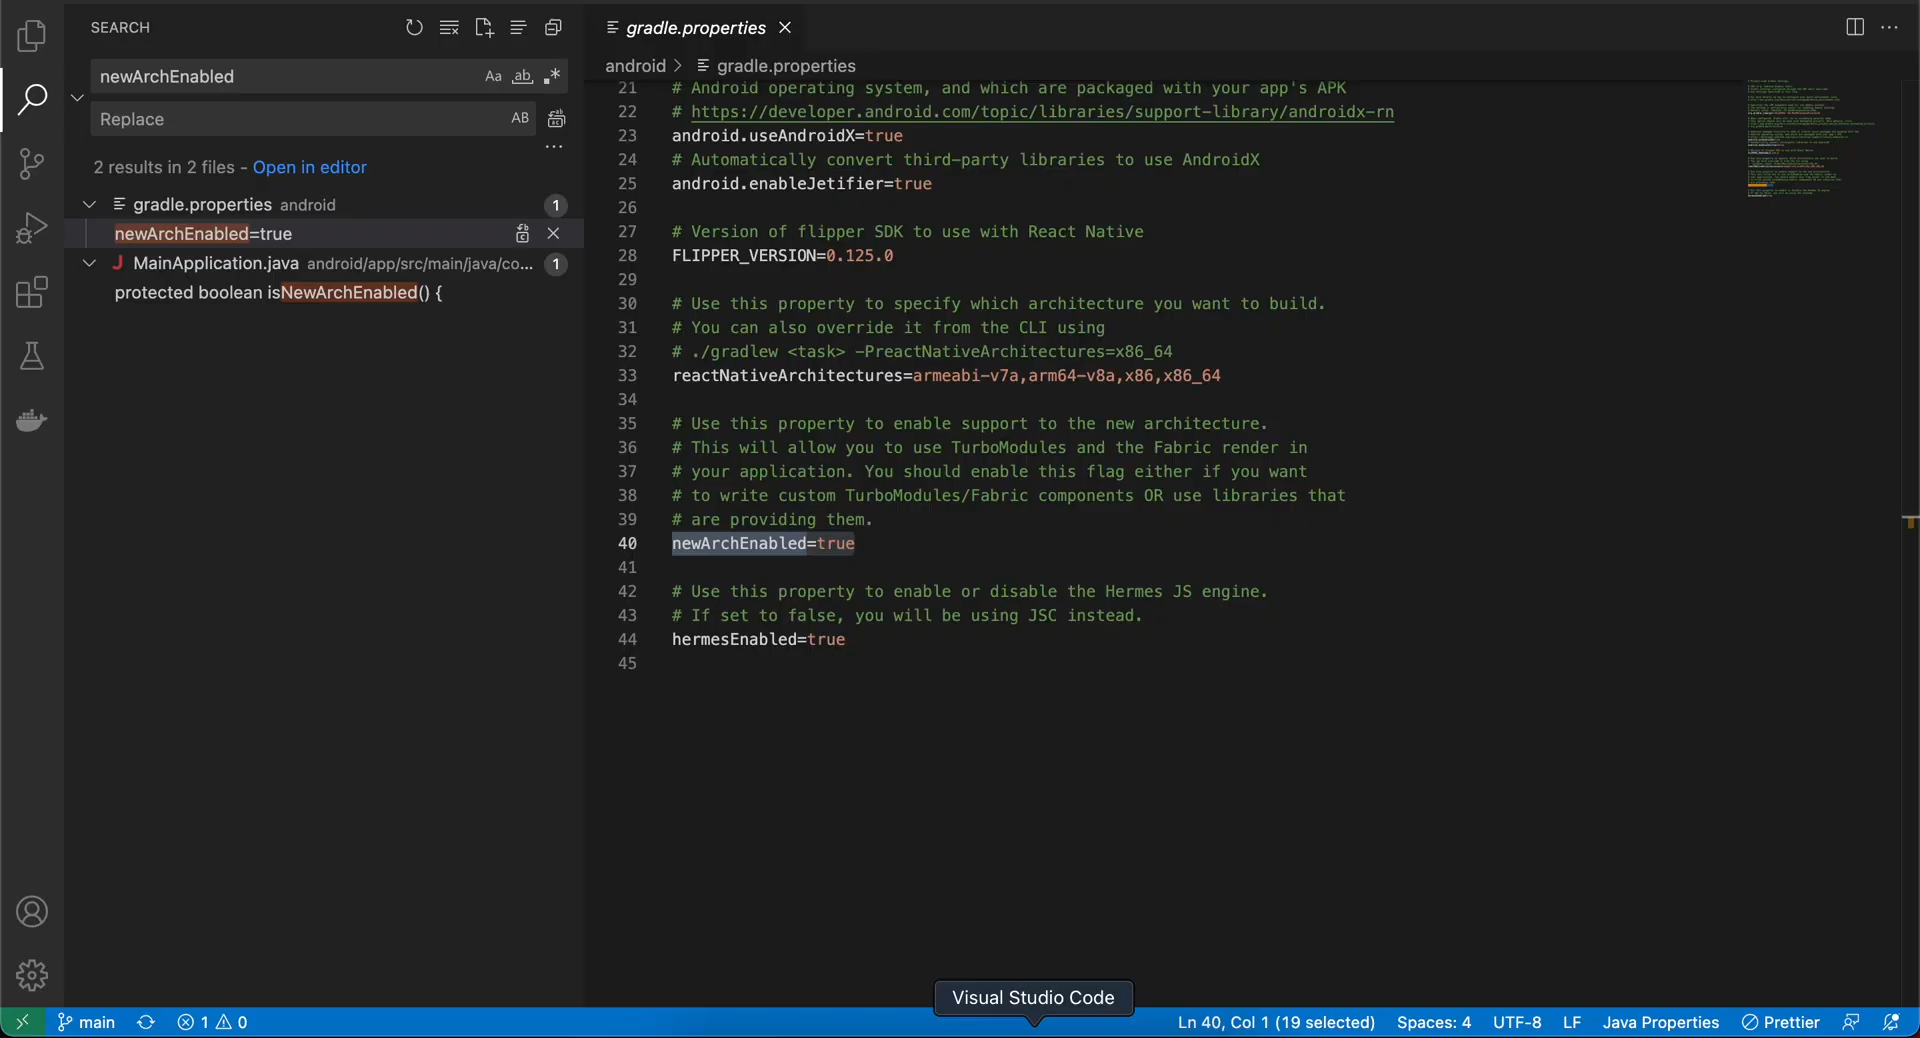 SEARCH
newArchEnabled
Aa ab .*
Replace
AB
2 results in 2 files - Open in editor
gradle.properties android 1
newArchEnabled=true
J MainApplication.java android/app/src/main/java/co... 1
protected boolean isNewArchEnabled() {
gradle.properties
android > gradle.properties
21 # Android operating system, and which are packaged with your app's APK
22 # https://developer.android.com/topic/libraries/support-library/androidx-rn
23 android.useAndroidX=true
24 # Automatically convert third-party libraries to use AndroidX
25 android.enableJetifier=true
26
27 # Version of flipper SDK to use with React Native
28 FLIPPER_VERSION=0.125.0
29
30 # Use this property to specify which architecture you want to build.
31 # You can also override it from the CLI using
32 # ./gradlew <task> -PreactNativeArchitectures=x86_64
33 reactNativeArchitectures=armeabi-v7a,arm64-v8a,x86,x86_64
34
35 # Use this property to enable support to the new architecture.
36 # This will allow you to use TurboModules and the Fabric render in
37 # your application. You should enable this flag either if you want
38 # to write custom TurboModules/Fabric components OR use libraries that
39 # are providing them.
40 newArchEnabled=true
41
42 # Use this property to enable or disable the Hermes JS engine.
43 # If set to false, you will be using JSC instead.
44 hermesEnabled=true
45
Visual Studio Code
main 1 0 Ln 40, Col 1 (19 selected) Spaces: 4 UTF-8 LF Java Properties Prettier